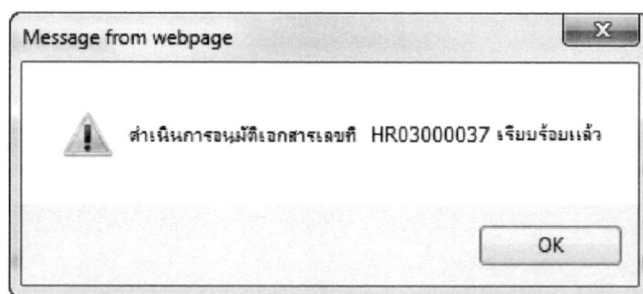 Message from webpage
x
ดำเนินการอนุมัติเอกสารเลขที่ HR03000037 เรียบร้อยแล้ว
OK